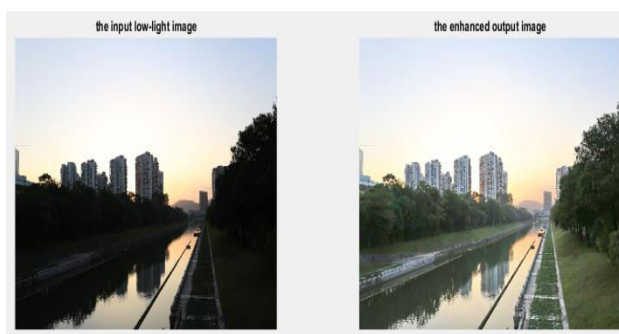 the input low-light image
the enhanced output image